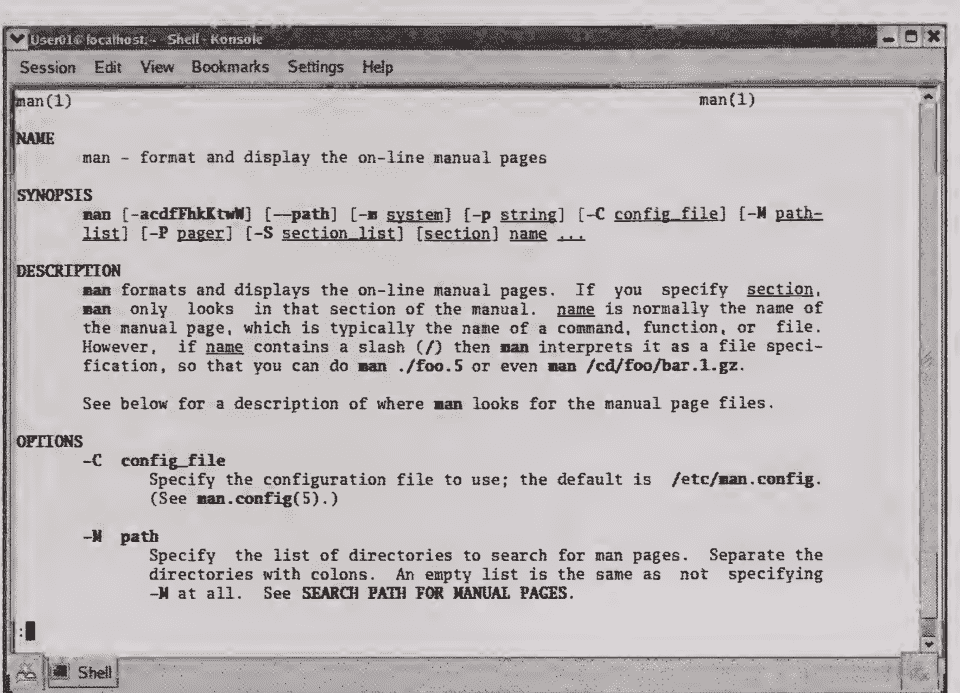 User01@localhost:~ Shell - Konsole
Session Edit View Bookmarks Settings Help
man(1) man(1)
NAME
man - format and display the on-line manual pages
SYNOPSIS
man [-acdfFhkKtwW] [--path] [-m system] [-p string] [-C config_file] [-M path-
list] [-P pager] [-S section_list] [section] name ...
DESCRIPTION
man formats and displays the on-line manual pages. If you specify section,
man only looks in that section of the manual. name is normally the name of
the manual page, which is typically the name of a command, function, or file.
However, if name contains a slash (/) then man interprets it as a file speci-
fication, so that you can do man ./foo.5 or even man /cd/foo/bar.1.gz.
See below for a description of where man looks for the manual page files.
OPTIONS
-C config_file
Specify the configuration file to use; the default is /etc/man.config.
(See man.config(5).)
-M path
Specify the list of directories to search for man pages. Separate the
directories with colons. An empty list is the same as not specifying
-M at all. See SEARCH PATH FOR MANUAL PAGES.
:
Shell